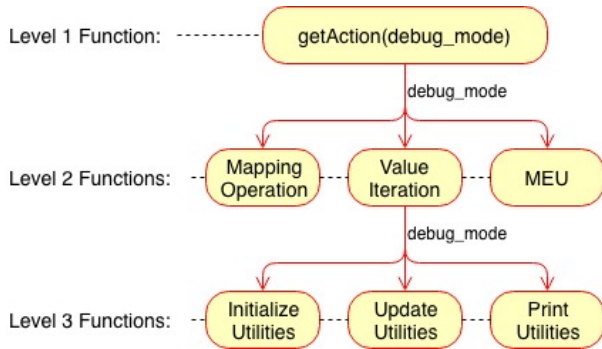 Level 1 Function:
getAction(debug_mode)
debug_mode
Level 2 Functions:
Mapping
Operation
Value
Iteration
MEU
debug_mode
Level 3 Functions:
Initialize
Utilities
Update
Utilities
Print
Utilities